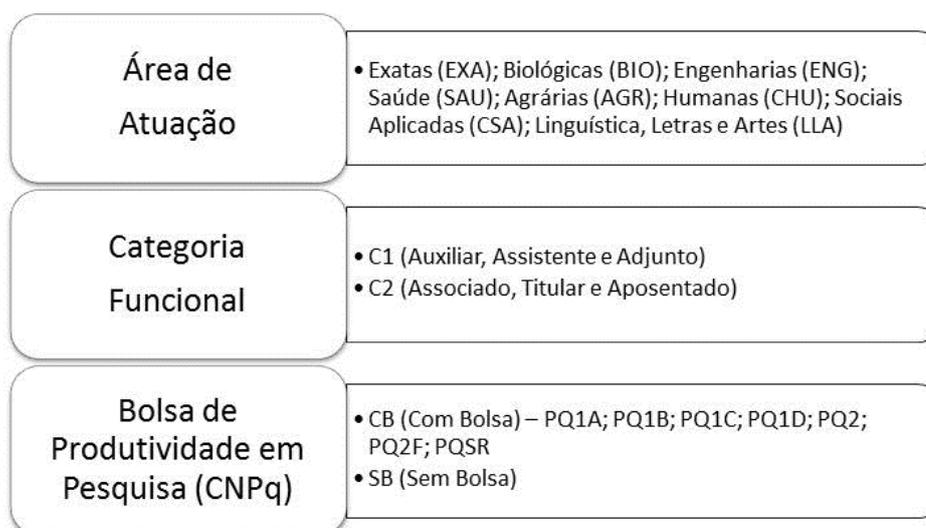 Área de
Atuação
• Exatas (EXA); Biológicas (BIO); Engenharias (ENG);
Saúde (SAU); Agrárias (AGR); Humanas (CHU); Sociais
Aplicadas (CSA); Linguística, Letras e Artes (LLA)
Categoria
Funcional
• C1 (Auxiliar, Assistente e Adjunto)
• C2 (Associado, Titular e Aposentado)
Bolsa de
Produtividade em
Pesquisa (CNPq)
• CB (Com Bolsa) – PQ1A; PQ1B; PQ1C; PQ1D; PQ2;
PQ2F; PQSR
• SB (Sem Bolsa)